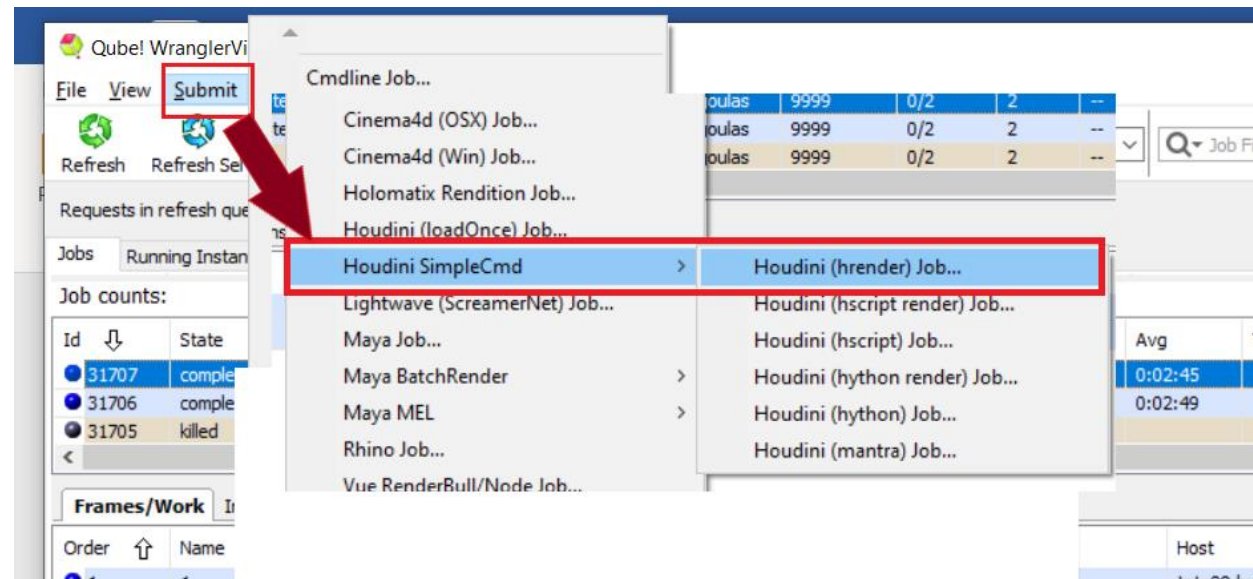 Qube! WranglerVi
File View Submit
Cmdline Job...
Cinema4d (OSX) Job...
Cinema4d (Win) Job...
Holomatix Rendition Job...
Houdini (loadOnce) Job...
Houdini SimpleCmd >
Lightwave (ScreamerNet) Job...
Maya Job...
Maya BatchRender >
Maya MEL >
Rhino Job...
Vue RenderBull/Node Job...
Houdini (hrender) Job...
Houdini (hscript render) Job...
Houdini (hscript) Job...
Houdini (hython render) Job...
Houdini (hython) Job...
Houdini (mantra) Job...
joulas 9999 0/2 2 --
joulas 9999 0/2 2 --
joulas 9999 0/2 2 --
Job Fi
Refresh Refresh Sel
Requests in refresh que
Jobs Running Instan
Job counts:
Id State Avg
31707 comple 0:02:45
31706 comple 0:02:49
31705 killed
Frames/Work
Order Name Host